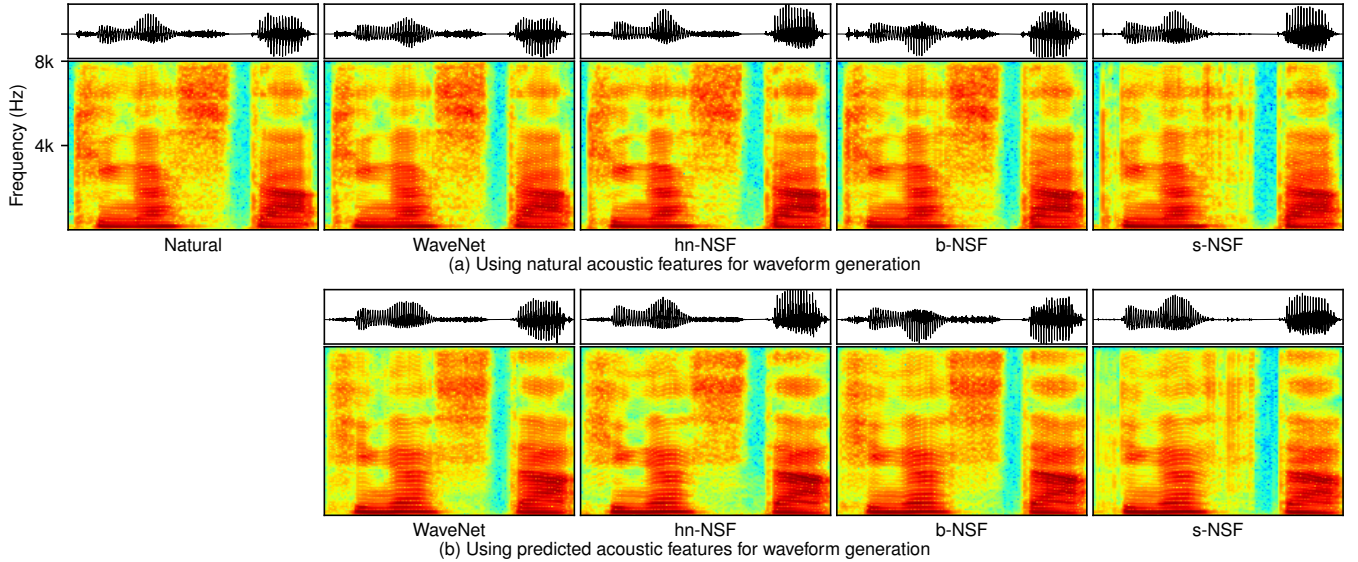 8k
4k
Frequency (Hz)
Natural WaveNet hn-NSF b-NSF s-NSF
(a) Using natural acoustic features for waveform generation
WaveNet hn-NSF b-NSF s-NSF
(b) Using predicted acoustic features for waveform generation